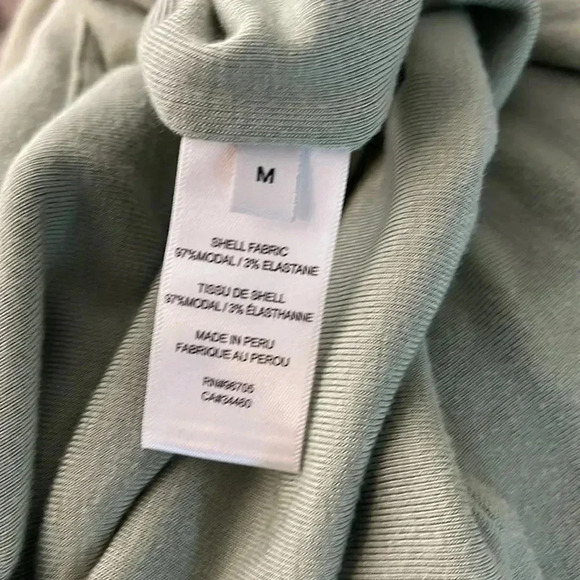 M
SHELL FABRIC
97%MODAL / 3% ELASTANE
TISSU DE SHELL
97%MODAL / 3% ÉLASTHANNE
MADE IN PERU
FABRIQUE AU PEROU
RN#96705
CA#34460